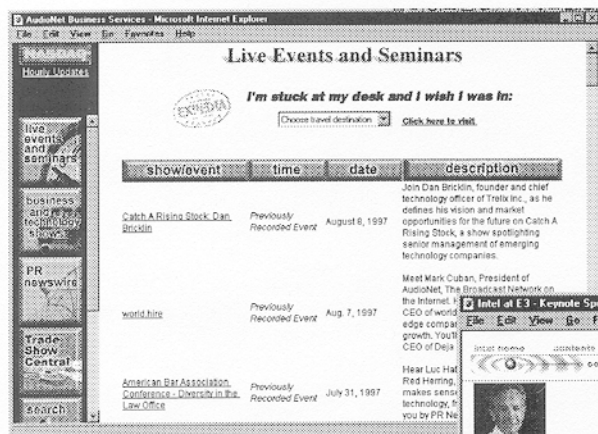 AudioNet Business Services - Microsoft Internet Explorer
File Edit View Go Favorites Help
NASDAQ
Hourly Updates
Live Events and Seminars
EXPEDIA
I'm stuck at my desk and I wish I was in:
Choose travel destination
Click here to visit.
live
events
and
seminars
business
and
technology
shows
PR
newswire
Trade
Show
Central
search
show/event time date description
Catch A Rising Stock: Dan
Bricklin
Previously
Recorded Event
August 8, 1997
Join Dan Bricklin, founder and chief
technology officer of Trellix Inc., as he
defines his vision and market
opportunities for the future on Catch A
Rising Stock, a show spotlighting
senior management of emerging
technology companies.
world.hire
Previously
Recorded Event
Aug. 7, 1997
Meet Mark Cuban, President of
AudioNet, The Broadcast Network on
the Internet.
CEO of world
edge compan
growth. You'll
CEO of Deja
American Bar Association
Conference - Diversity in the
Law Office
Previously
Recorded Event
July 31, 1997
Hear Luc Hat
Red Herring,
makes sense
technology, fr
you by PR Ne
Intel at E3 - Keynote Sp
File Edit View Go F
intel home contents